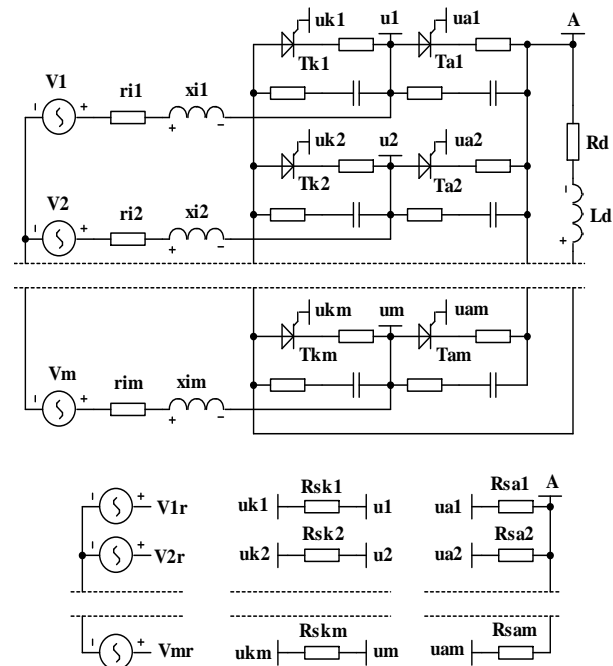 uk1 u1 ua1 A
Tk1 Ta1
V1 ri1 xi1
uk2 u2 ua2 Rd
Tk2 Ta2
V2 ri2 xi2 Ld
ukm um uam
Tkm Tam
Vm rim xim
Rsk1 Rsa1 A
V1r uk1 u1 ua1
Rsk2 Rsa2
V2r uk2 u2 ua2
Rskm Rsam
Vmr ukm um uam